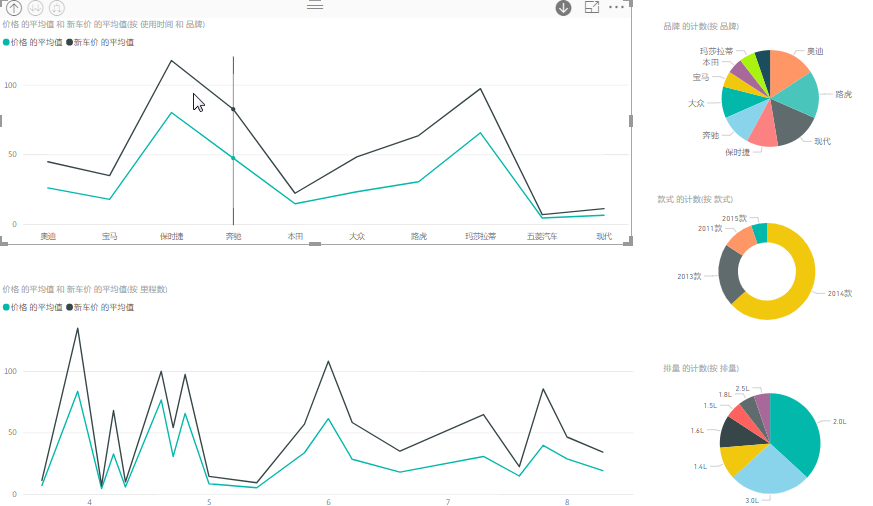 价格 的平均值 和 新车价 的平均值(按 使用时间 和 品牌)
价格 的平均值 新车价 的平均值
100
50
0
奥迪 宝马 保时捷 奔驰 本田 大众 路虎 玛莎拉蒂 五菱汽车 现代
价格 的平均值 和 新车价 的平均值(按 里程数)
价格 的平均值 新车价 的平均值
100
50
0
4 5 6 7 8
品牌 的计数(按 品牌)
玛莎拉蒂 奥迪
本田
宝马
大众 路虎
奔驰 现代
保时捷
款式 的计数(按 款式)
2015款
2011款
2013款
2014款
排量 的计数(按 排量)
2.5L
1.8L
1.5L
2.0L
1.6L
1.4L
3.0L